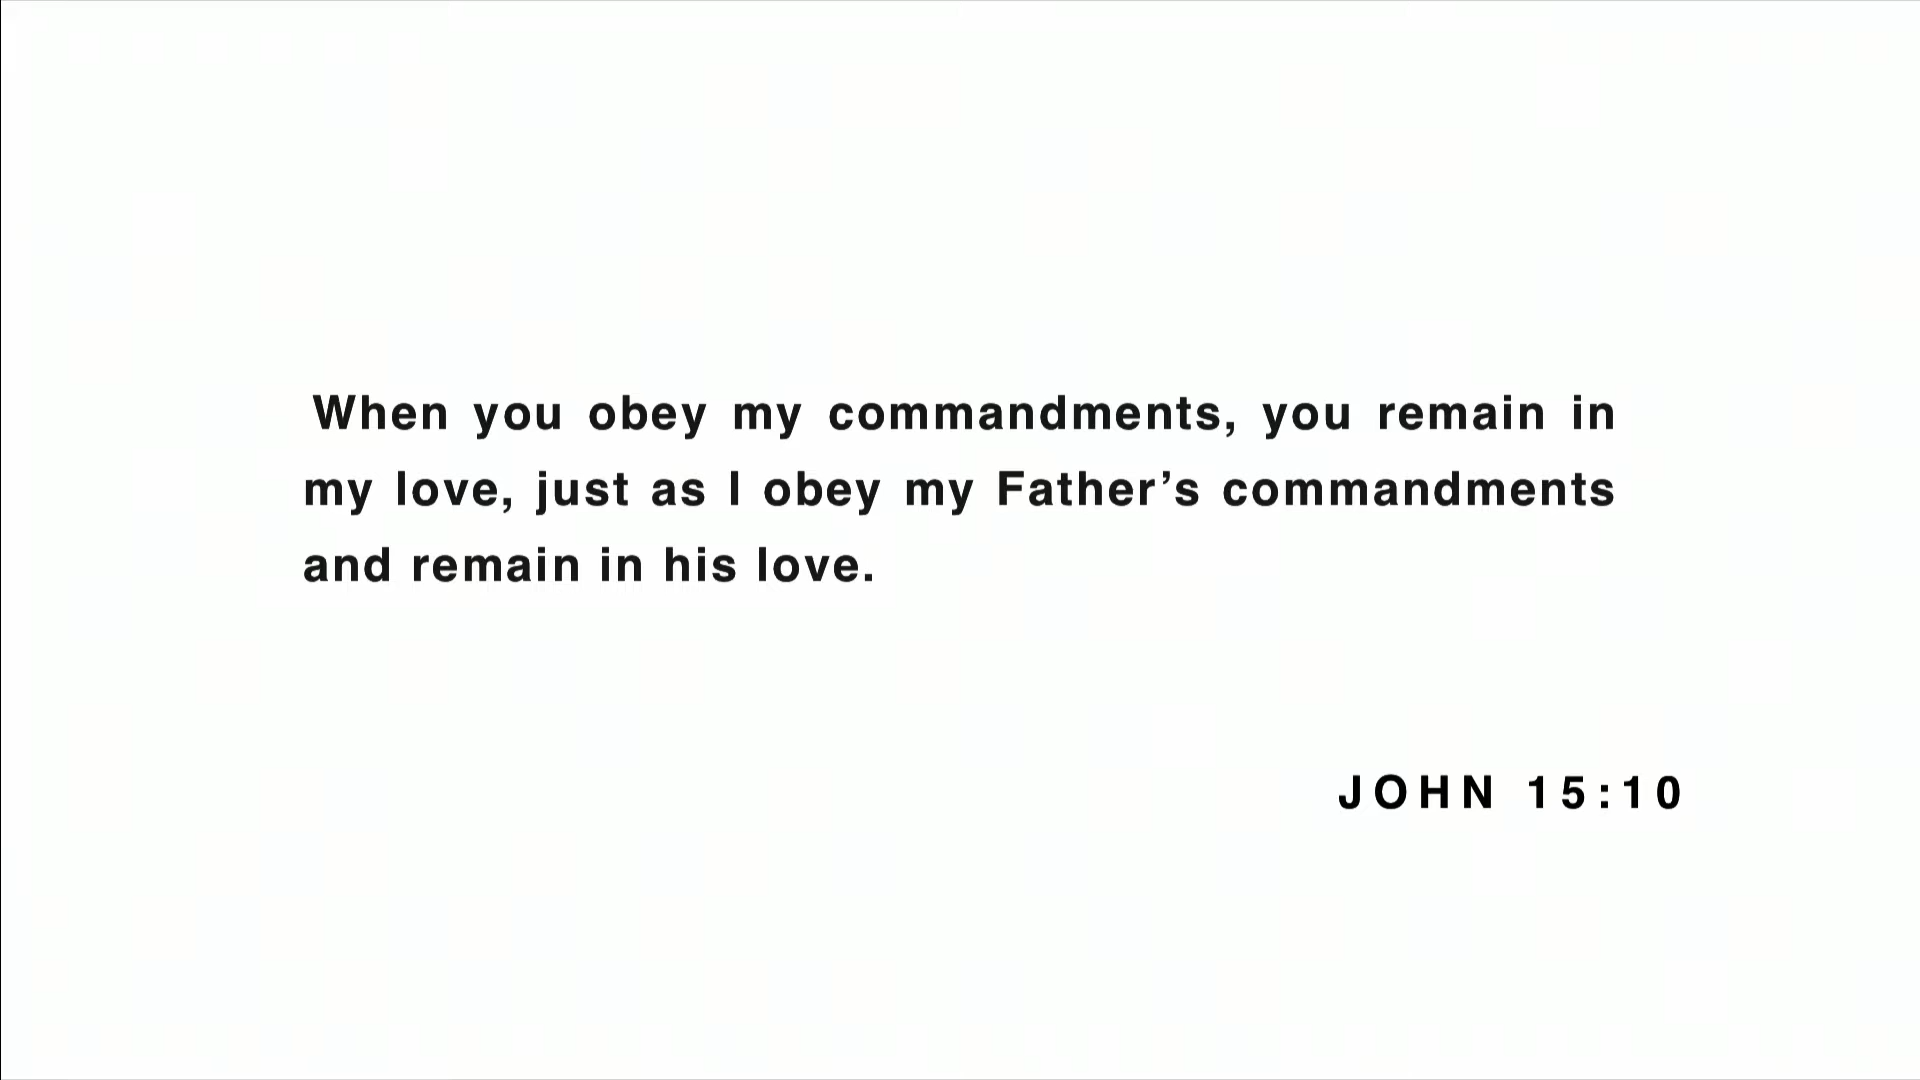 When you obey my commandments, you remain in
my love, just as I obey my Father’s commandments
and remain in his love.
JOHN 15:10